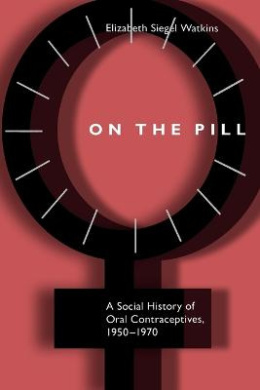 Elizabeth Siegel Watkins
ON THE PILL
A Social History of
Oral Contraceptives,
1950–1970